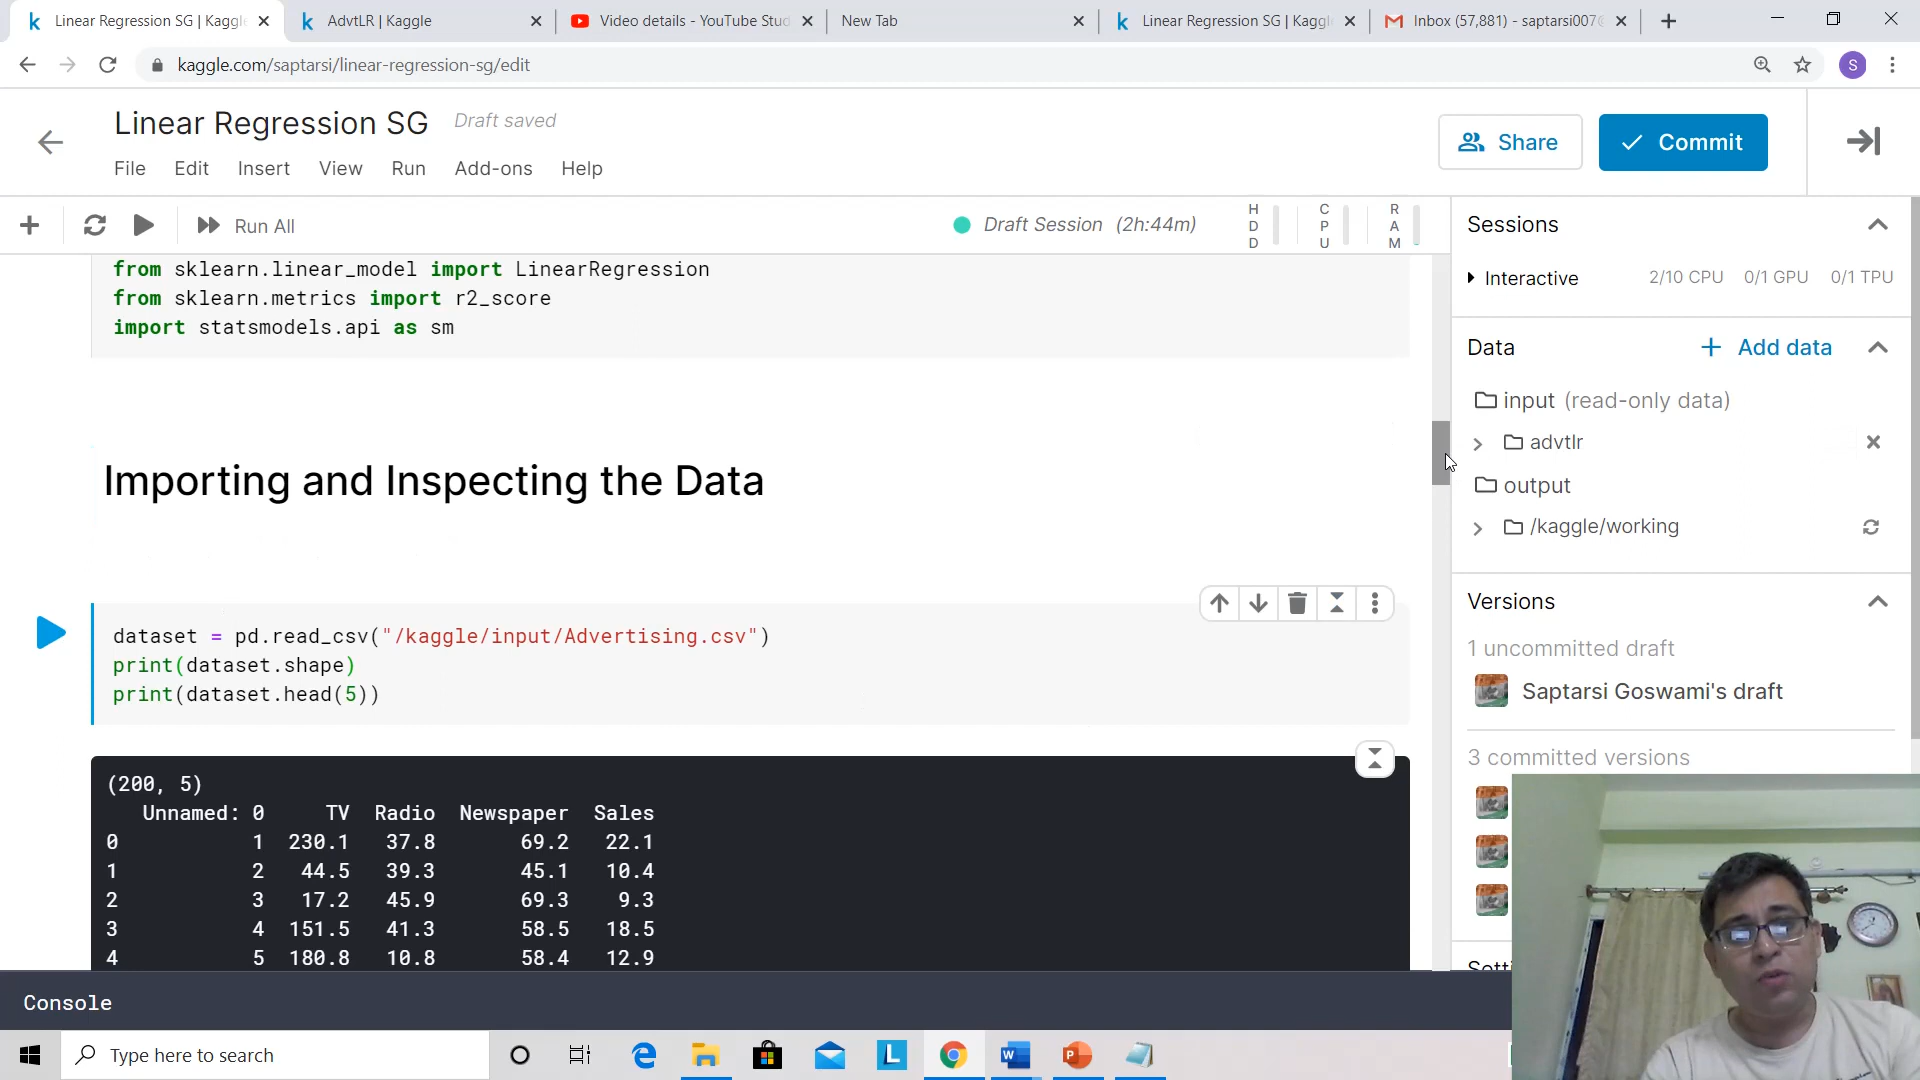 Linear Regression SG | Kaggle
AdvtLR | Kaggle
Video details - YouTube Stud
New Tab
Linear Regression SG | Kaggle
Inbox (57,881) - saptarsi007@
kaggle.com/saptarsi/linear-regression-sg/edit
S
Linear Regression SG Draft saved
File Edit Insert View Run Add-ons Help
Share
Commit
Run All
Draft Session (2h:44m)
HDD
CPU
RAM
from sklearn.linear_model import LinearRegression
from sklearn.metrics import r2_score
import statsmodels.api as sm
Importing and Inspecting the Data
dataset = pd.read_csv("/kaggle/input/Advertising.csv")
print(dataset.shape)
print(dataset.head(5))
(200, 5)
Unnamed: 0 TV Radio Newspaper Sales
0 1 230.1 37.8 69.2 22.1
1 2 44.5 39.3 45.1 10.4
2 3 17.2 45.9 69.3 9.3
3 4 151.5 41.3 58.5 18.5
4 5 180.8 10.8 58.4 12.9
Sessions
Interactive 2/10 CPU 0/1 GPU 0/1 TPU
Data + Add data
input (read-only data)
advtlr
output
/kaggle/working
Versions
1 uncommitted draft
Saptarsi Goswami's draft
3 committed versions
Console
Type here to search